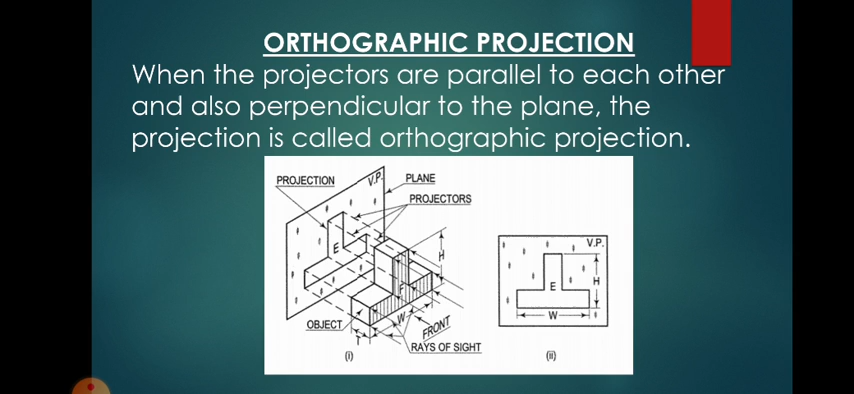 ORTHOGRAPHIC PROJECTION
When the projectors are parallel to each other
and also perpendicular to the plane, the
projection is called orthographic projection.
PROJECTION
V.P.
PLANE
PROJECTORS
E
H
F
OBJECT
W
FRONT
T
RAYS OF SIGHT
(i)
V.P.
E
H
W
(ii)